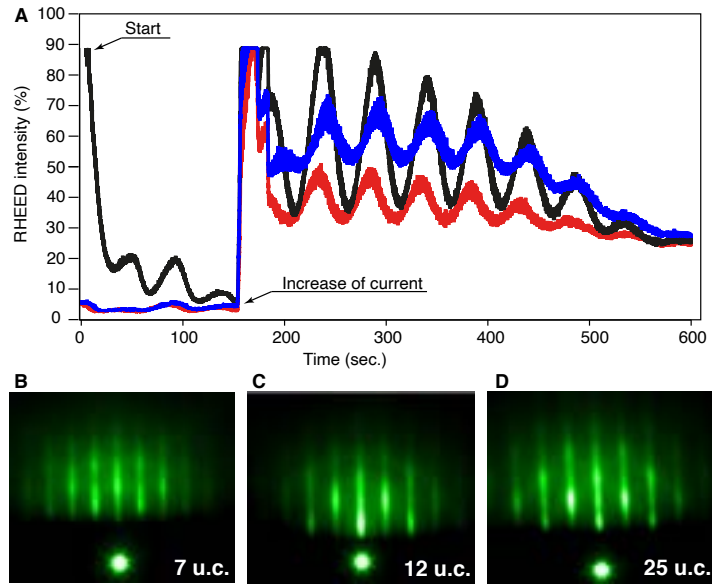 A
100
90
80
70
60
50
40
30
20
10
0
RHEED intensity (%)
Start
Increase of current
0 100 200 300 400 500 600
Time (sec.)
B C D
7 u.c. 12 u.c. 25 u.c.